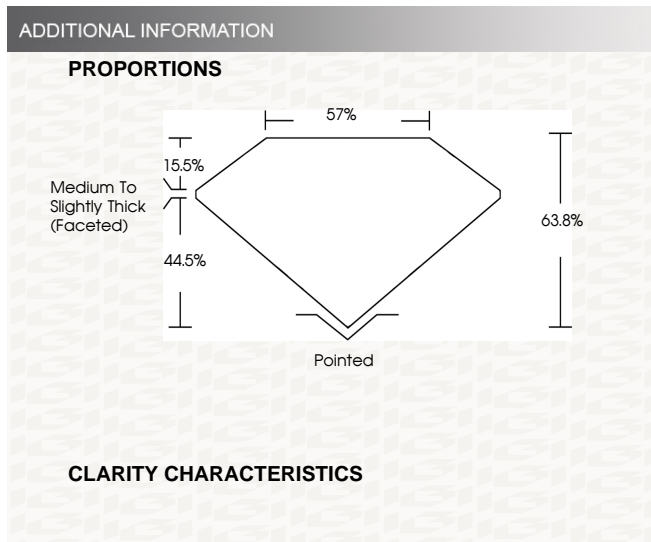 ADDITIONAL INFORMATION
PROPORTIONS
57%
15.5%
Medium To
Slightly Thick
(Faceted)
63.8%
44.5%
Pointed
CLARITY CHARACTERISTICS